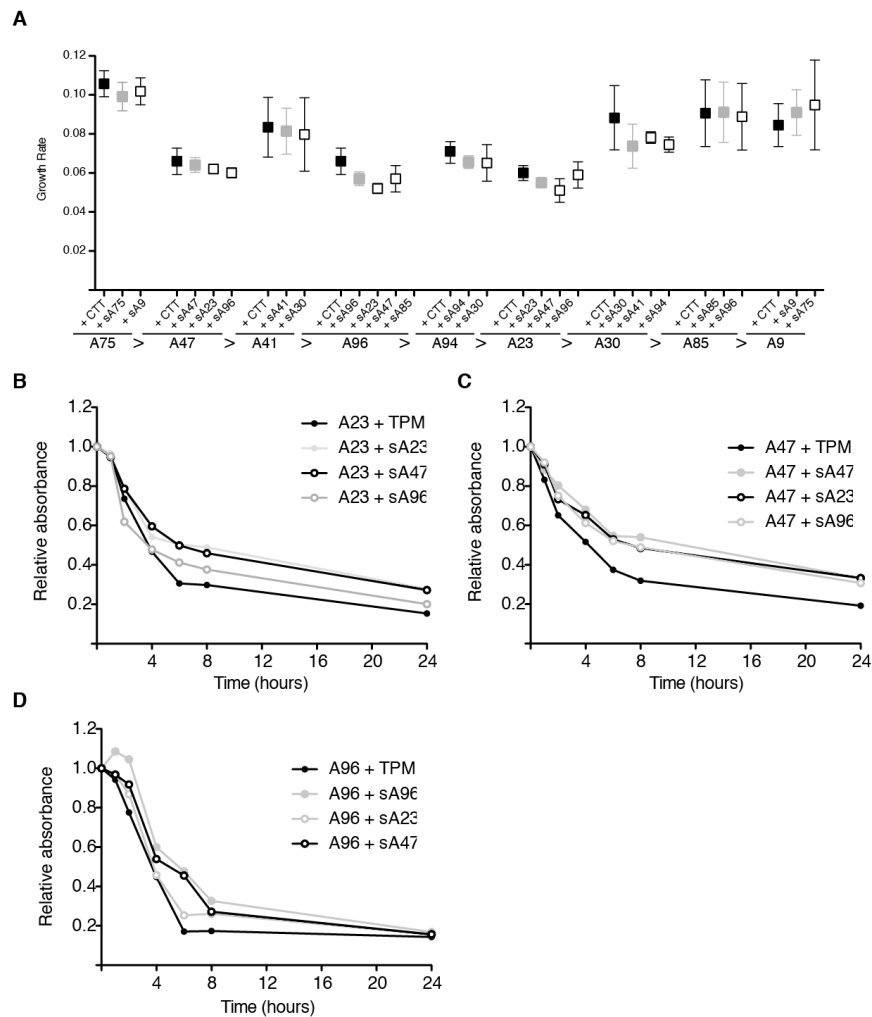 A
0.12
0.10
0.08
0.06
0.04
0.02
Growth Rate
+ CTT + sA75 + sA9 + CTT + sA47 + sA23 + sA96 + CTT + sA41 + sA30 + CTT + sA96 + sA23 + sA47 + sA85 + CTT + sA94 + sA30 + CTT + sA23 + sA47 + sA96 + CTT + sA30 + sA41 + sA94 + CTT + sA85 + sA96 + CTT + sA9 + sA75
A75 > A47 > A41 > A96 > A94 > A23 > A30 > A85 > A9
B
1.2
1.0
0.8
0.6
0.4
0.2
Relative absorbance
A23 + TPM
A23 + sA23
A23 + sA47
A23 + sA96
4 8 12 16 20 24
Time (hours)
C
1.2
1.0
0.8
0.6
0.4
0.2
Relative absorbance
A47 + TPM
A47 + sA47
A47 + sA23
A47 + sA96
4 8 12 16 20 24
Time (hours)
D
1.2
1.0
0.8
0.6
0.4
0.2
Relative absorbance
A96 + TPM
A96 + sA96
A96 + sA23
A96 + sA47
4 8 12 16 20 24
Time (hours)